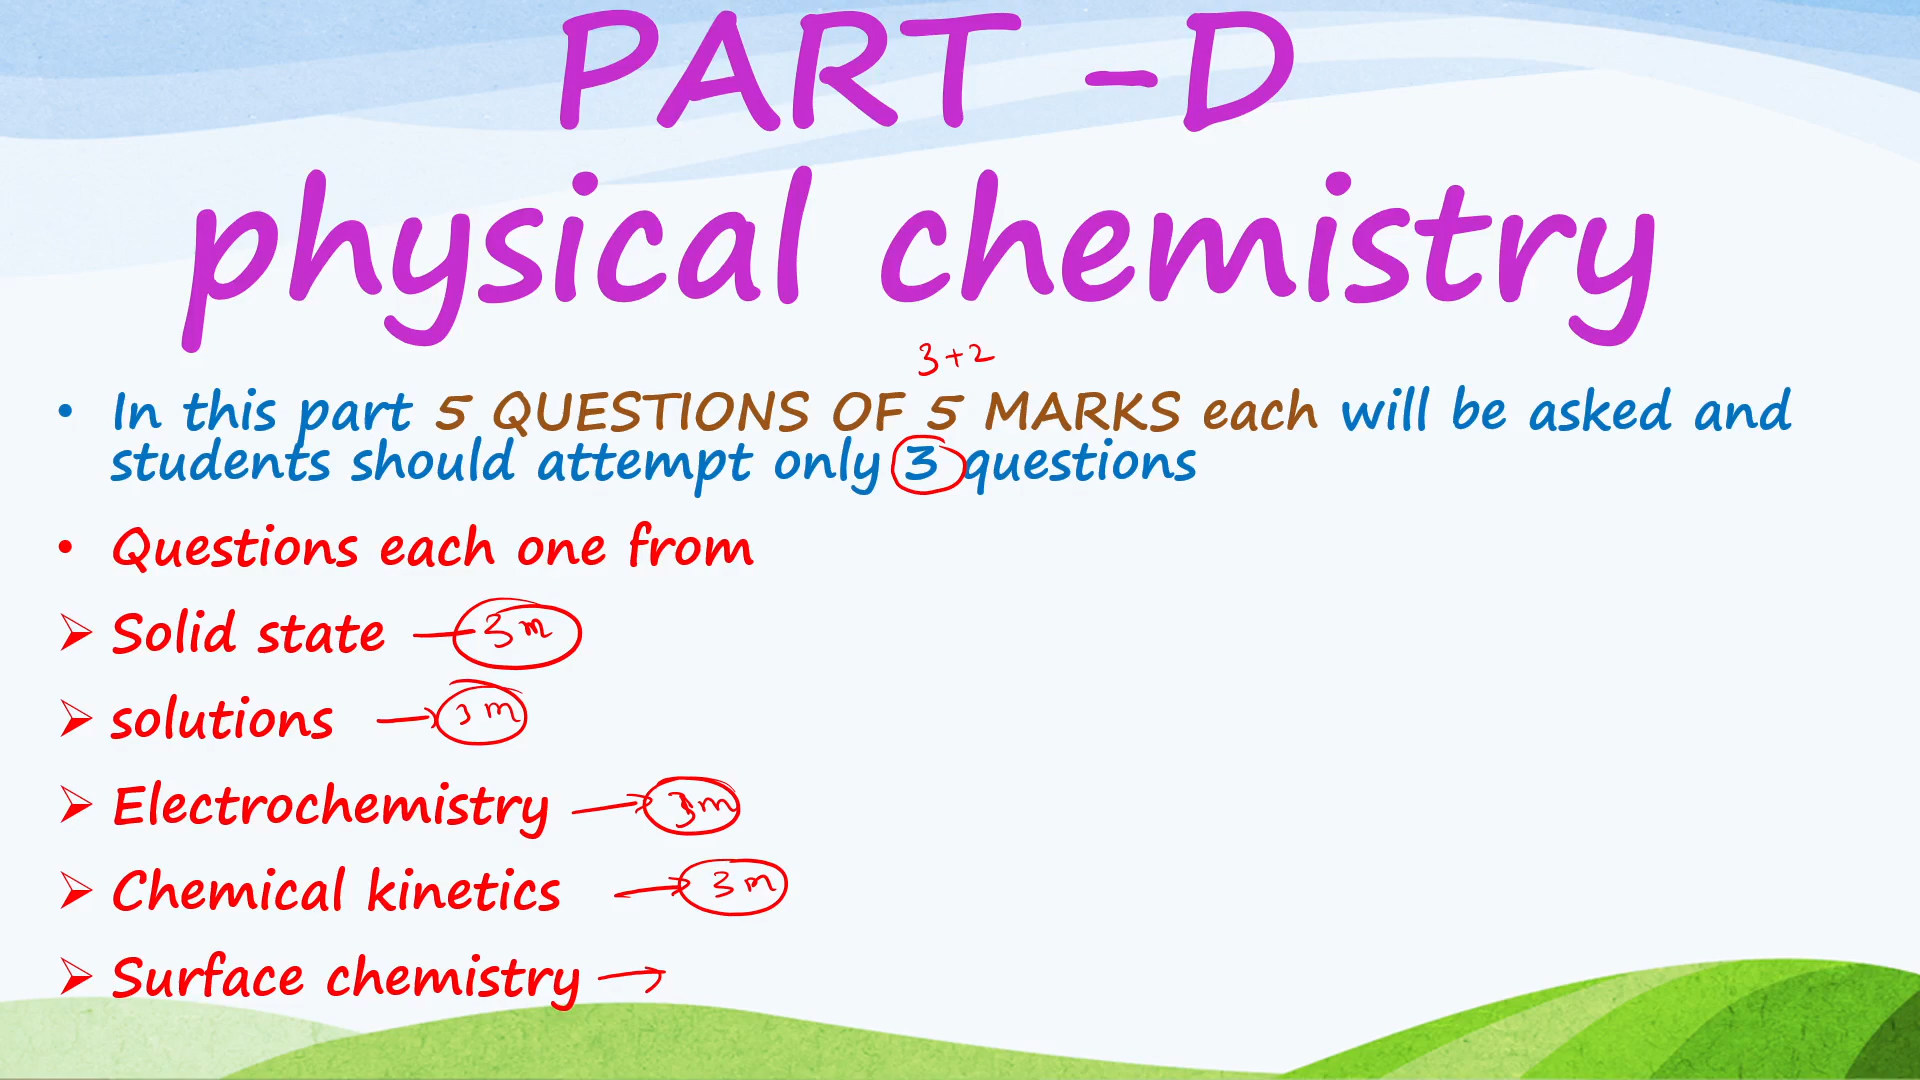 PART -D
physical chemistry
3+2
• In this part 5 QUESTIONS OF 5 MARKS each will be asked and
students should attempt only 3 questions
• Questions each one from
➢ Solid state 3m
➢ solutions 3m
➢ Electrochemistry 3m
➢ Chemical kinetics 3m
➢ Surface chemistry